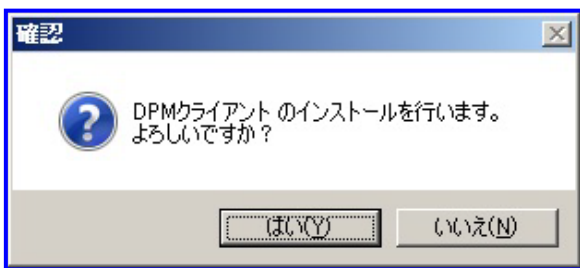 確認
DPMクライアント のインストールを行います。
よろしいですか？
はい(Y)
いいえ(N)